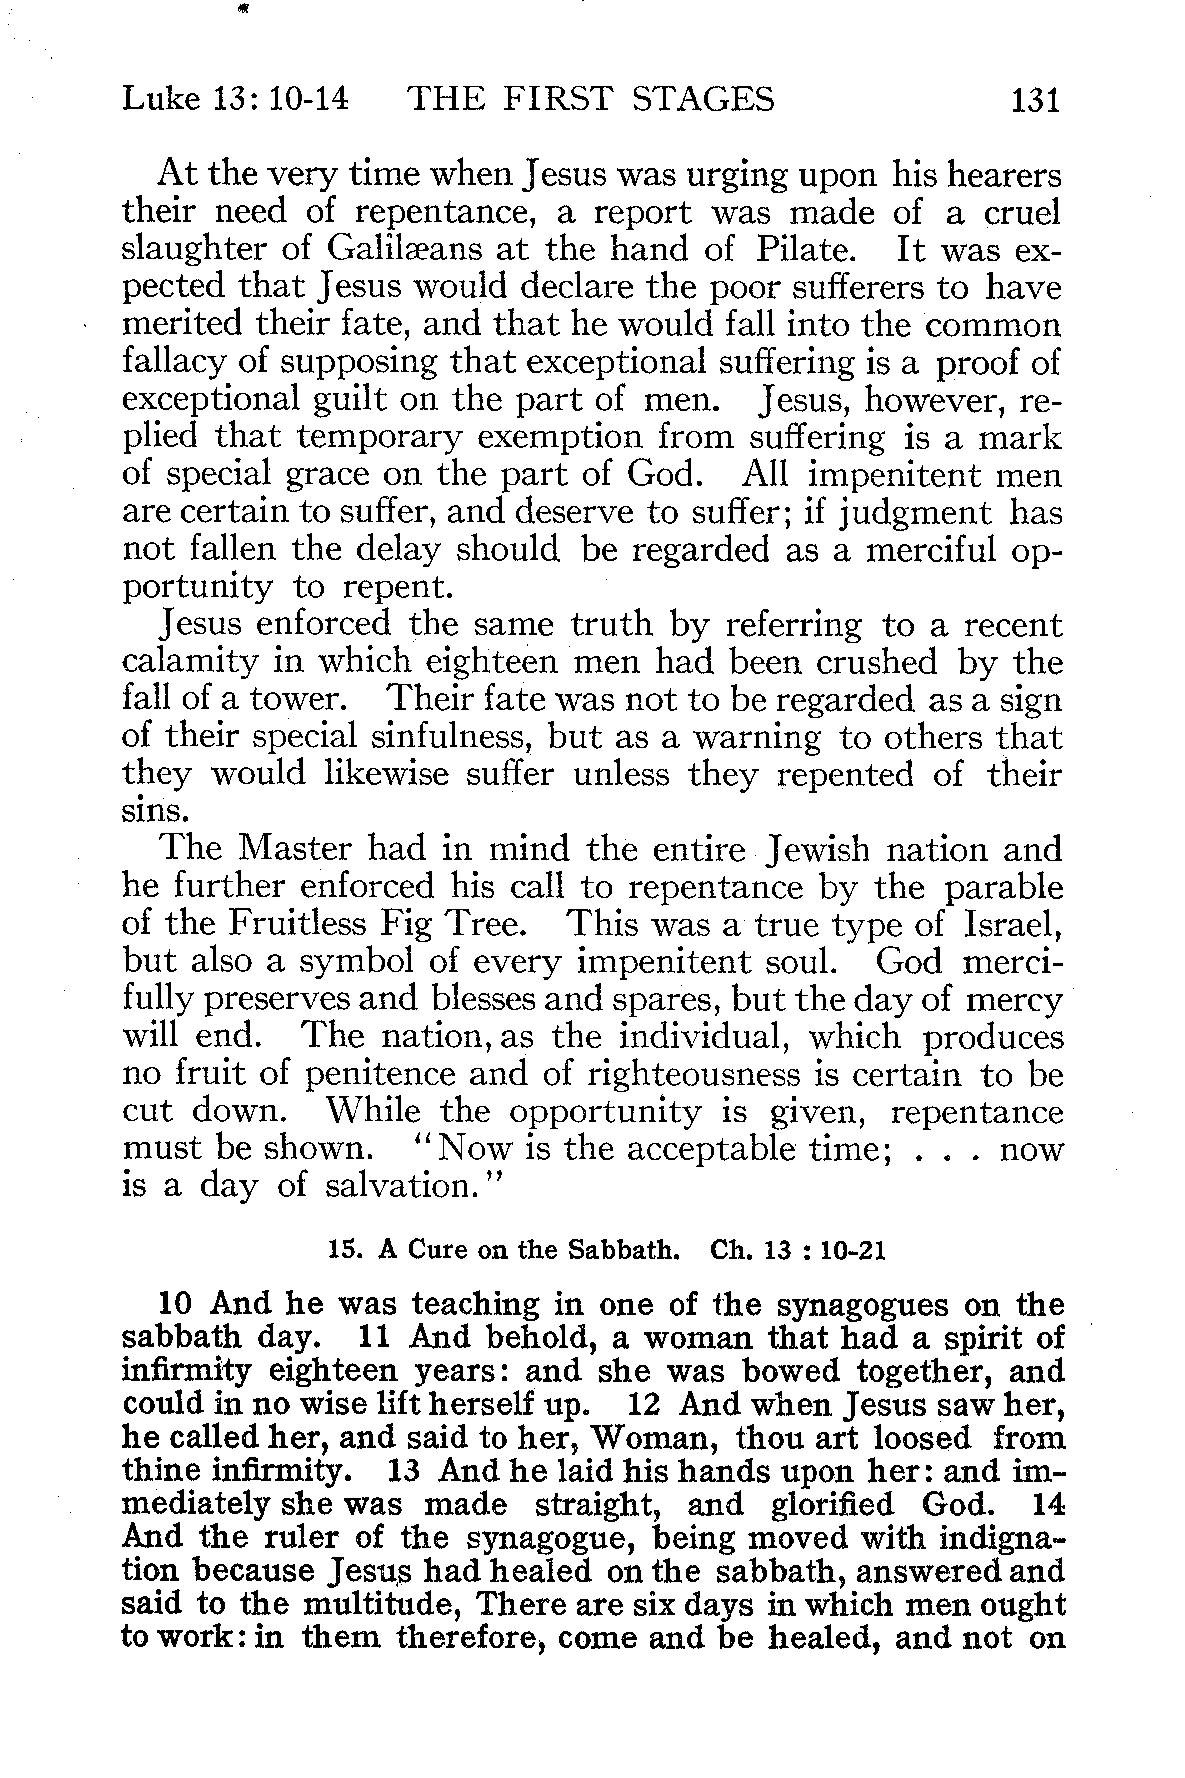 Luke 13: 10-14 THE FIRST STAGES 131
At the very time when Jesus was urging upon his hearers
their need of repentance, a report was made of a cruel
slaughter of Galilæans at the hand of Pilate. It was ex-
pected that Jesus would declare the poor sufferers to have
merited their fate, and that he would fall into the common
fallacy of supposing that exceptional suffering is a proof of
exceptional guilt on the part of men. Jesus, however, re-
plied that temporary exemption from suffering is a mark
of special grace on the part of God. All impenitent men
are certain to suffer, and deserve to suffer; if judgment has
not fallen the delay should be regarded as a merciful op-
portunity to repent.
Jesus enforced the same truth by referring to a recent
calamity in which eighteen men had been crushed by the
fall of a tower. Their fate was not to be regarded as a sign
of their special sinfulness, but as a warning to others that
they would likewise suffer unless they repented of their
sins.
The Master had in mind the entire Jewish nation and
he further enforced his call to repentance by the parable
of the Fruitless Fig Tree. This was a true type of Israel,
but also a symbol of every impenitent soul. God merci-
fully preserves and blesses and spares, but the day of mercy
will end. The nation, as the individual, which produces
no fruit of penitence and of righteousness is certain to be
cut down. While the opportunity is given, repentance
must be shown. "Now is the acceptable time; . . . now
is a day of salvation."
15. A Cure on the Sabbath. Ch. 13 : 10-21
10 And he was teaching in one of the synagogues on the
sabbath day. 11 And behold, a woman that had a spirit of
infirmity eighteen years: and she was bowed together, and
could in no wise lift herself up. 12 And when Jesus saw her,
he called her, and said to her, Woman, thou art loosed from
thine infirmity. 13 And he laid his hands upon her: and im-
mediately she was made straight, and glorified God. 14
And the ruler of the synagogue, being moved with indigna-
tion because Jesus had healed on the sabbath, answered and
said to the multitude, There are six days in which men ought
to work: in them therefore, come and be healed, and not on